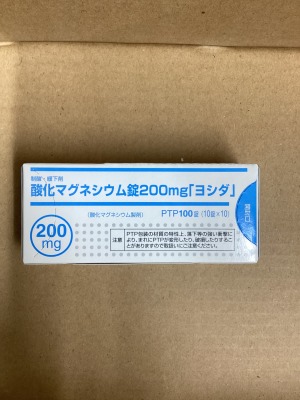 制酸・緩下剤
酸化マグネシウム錠200mg「ヨシダ」
(酸化マグネシウム製剤)
PTP100錠(10錠×10)
200
mg
注意
PTP包装の材質の特性上、落下等の強い衝撃に
より、まれにPTPが変形したり、破損したりするこ
とがありますので取扱いにご注意ください。